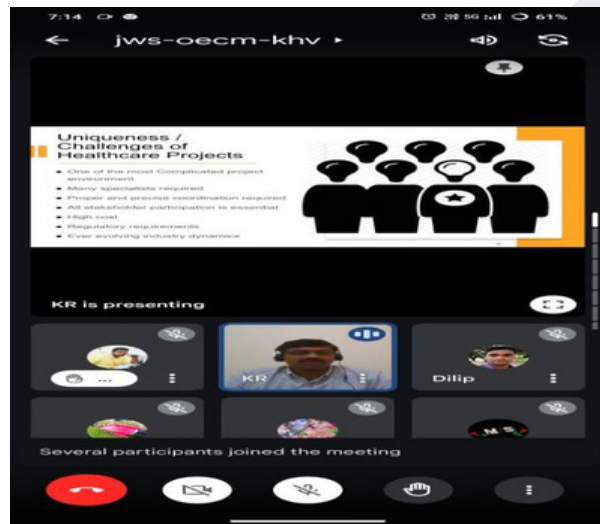 7:14 5G 61%
jws-oecm-khv
Uniqueness /
Challenges of
Healthcare Projects
• One of the most Complicated project
environment
• Many specialists required
• Proper and precise coordination required
• All stakeholder participation is essential
• High cost
• Regulatory requirements
• Ever evolving industry dynamics
KR is presenting
...
KR
Dilip
M S
Several participants joined the meeting